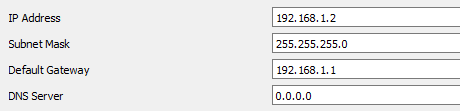 IP Address 192.168.1.2
Subnet Mask 255.255.255.0
Default Gateway 192.168.1.1
DNS Server 0.0.0.0